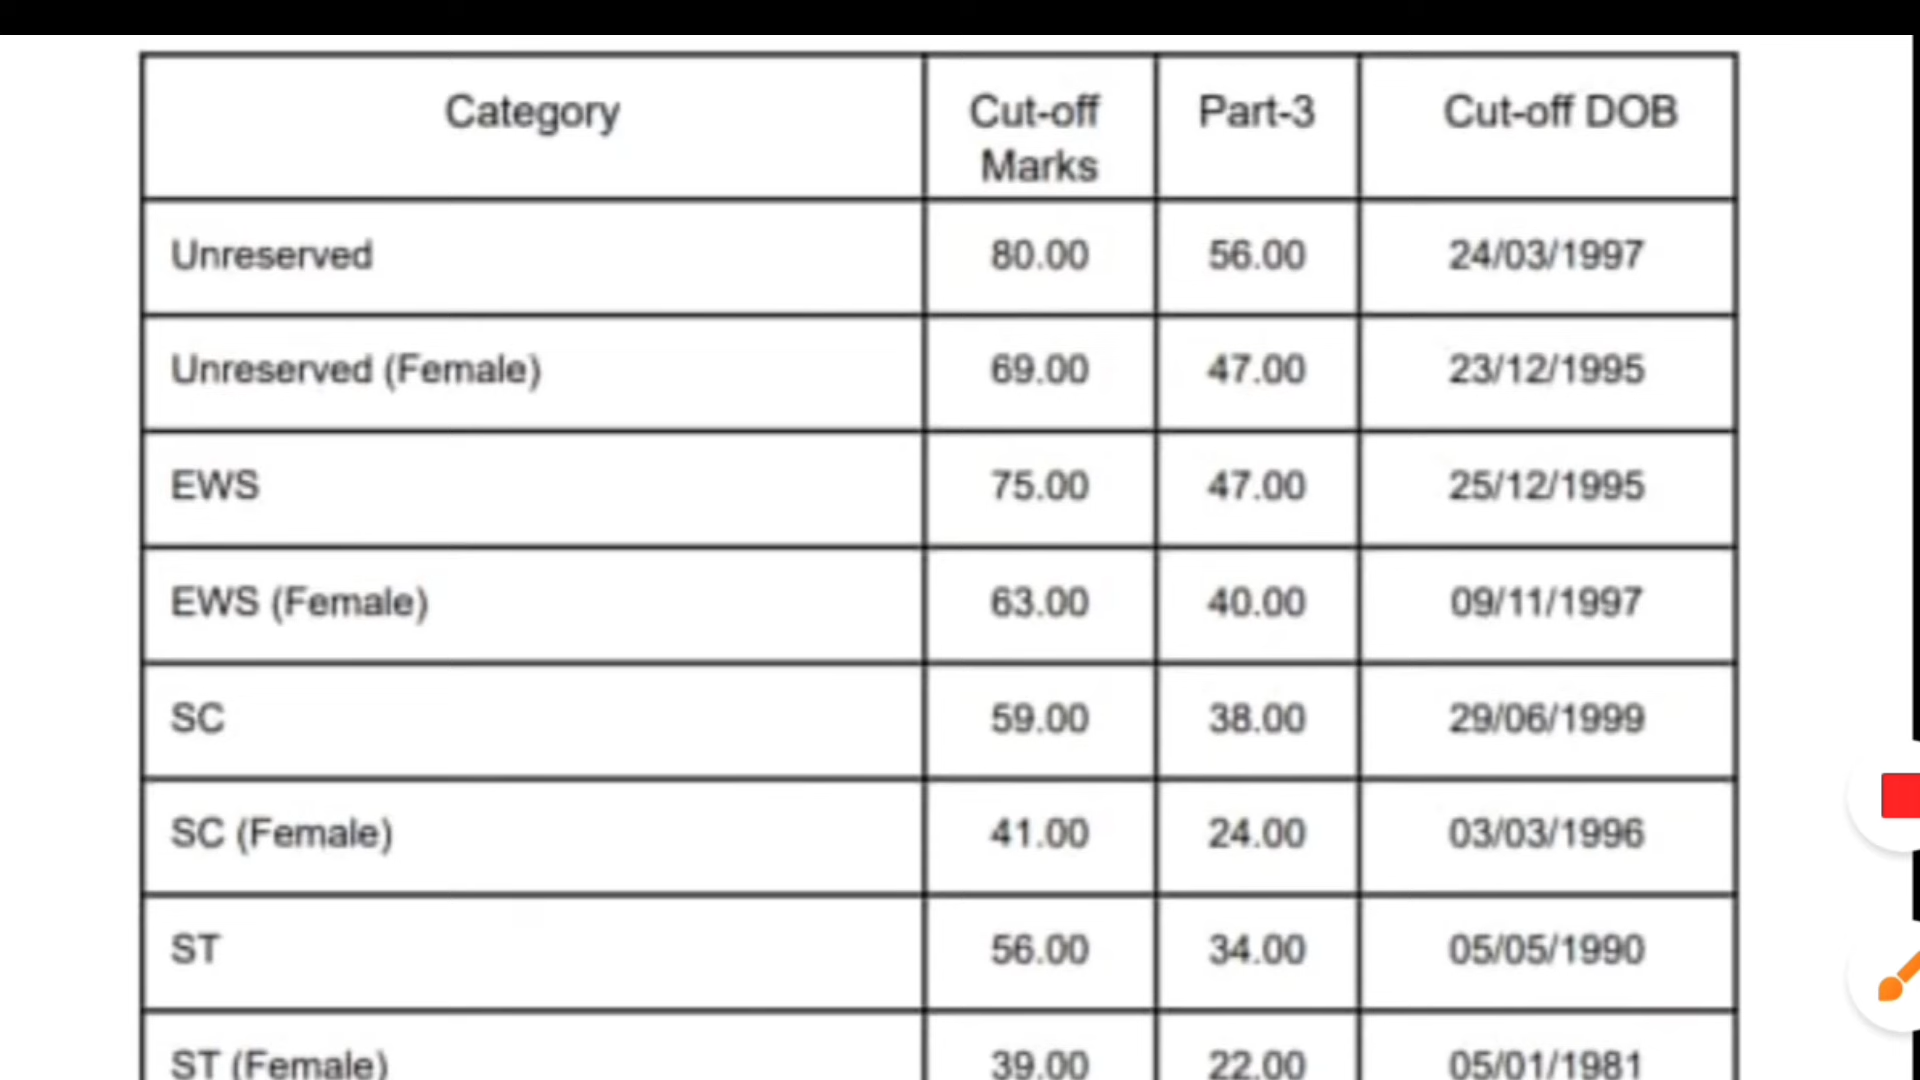 Category Cut-off Marks Part-3 Cut-off DOB
Unreserved 80.00 56.00 24/03/1997
Unreserved (Female) 69.00 47.00 23/12/1995
EWS 75.00 47.00 25/12/1995
EWS (Female) 63.00 40.00 09/11/1997
SC 59.00 38.00 29/06/1999
SC (Female) 41.00 24.00 03/03/1996
ST 56.00 34.00 05/05/1990
ST (Female) 39.00 22.00 05/01/1981